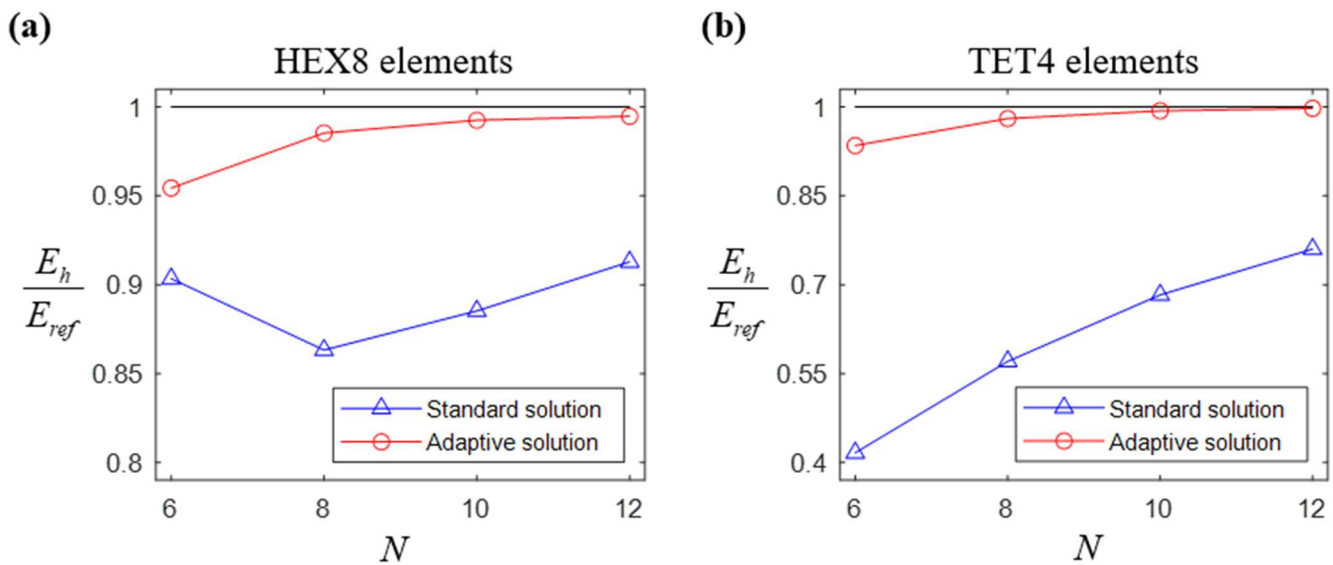 (a)
HEX8 elements
1
0.95
0.9
0.85
0.8
E_h
E_ref
Standard solution
Adaptive solution
6
8
10
12
N
(b)
TET4 elements
1
0.85
0.7
0.55
0.4
E_h
E_ref
Standard solution
Adaptive solution
6
8
10
12
N